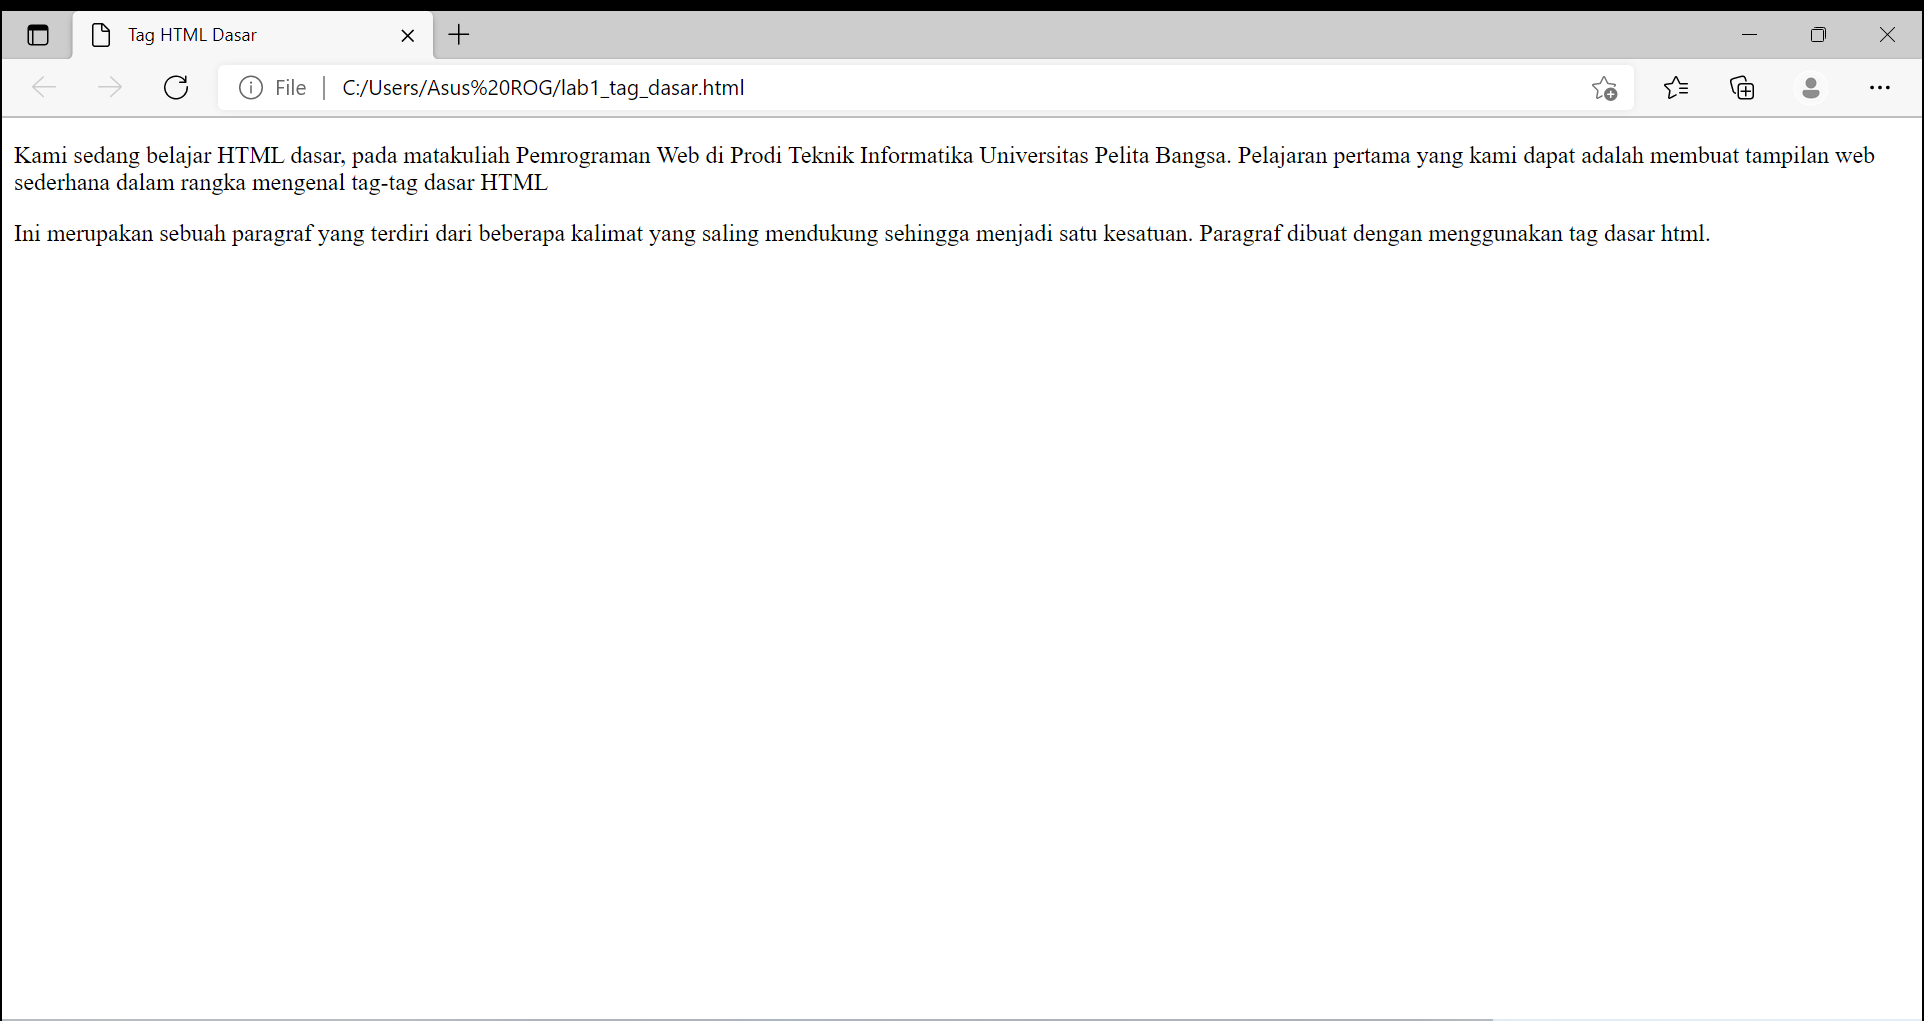 Tag HTML Dasar
File
C:/Users/Asus%20ROG/lab1_tag_dasar.html
Kami sedang belajar HTML dasar, pada matakuliah Pemrograman Web di Prodi Teknik Informatika Universitas Pelita Bangsa. Pelajaran pertama yang kami dapat adalah membuat tampilan web
sederhana dalam rangka mengenal tag-tag dasar HTML
Ini merupakan sebuah paragraf yang terdiri dari beberapa kalimat yang saling mendukung sehingga menjadi satu kesatuan. Paragraf dibuat dengan menggunakan tag dasar html.